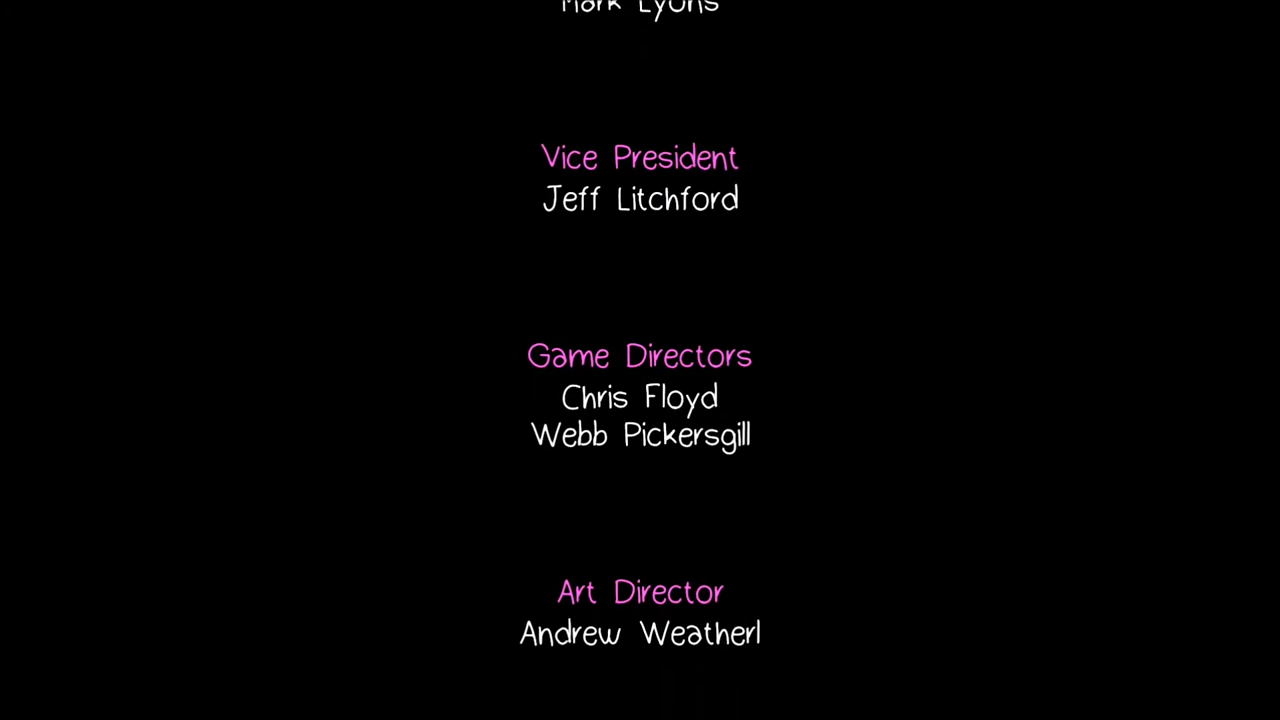 Mark Lyons
Vice President
Jeff Litchford
Game Directors
Chris Floyd
Webb Pickersgill
Art Director
Andrew Weatherl